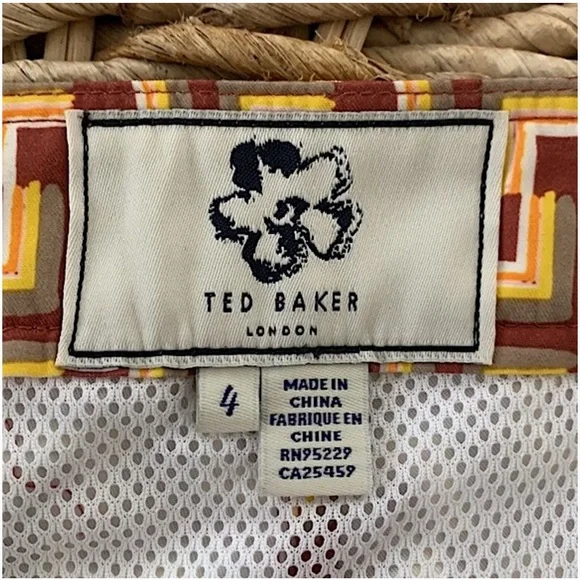 TED BAKER
LONDON
4
MADE IN
CHINA
FABRIQUE EN
CHINE
RN95229
CA25459